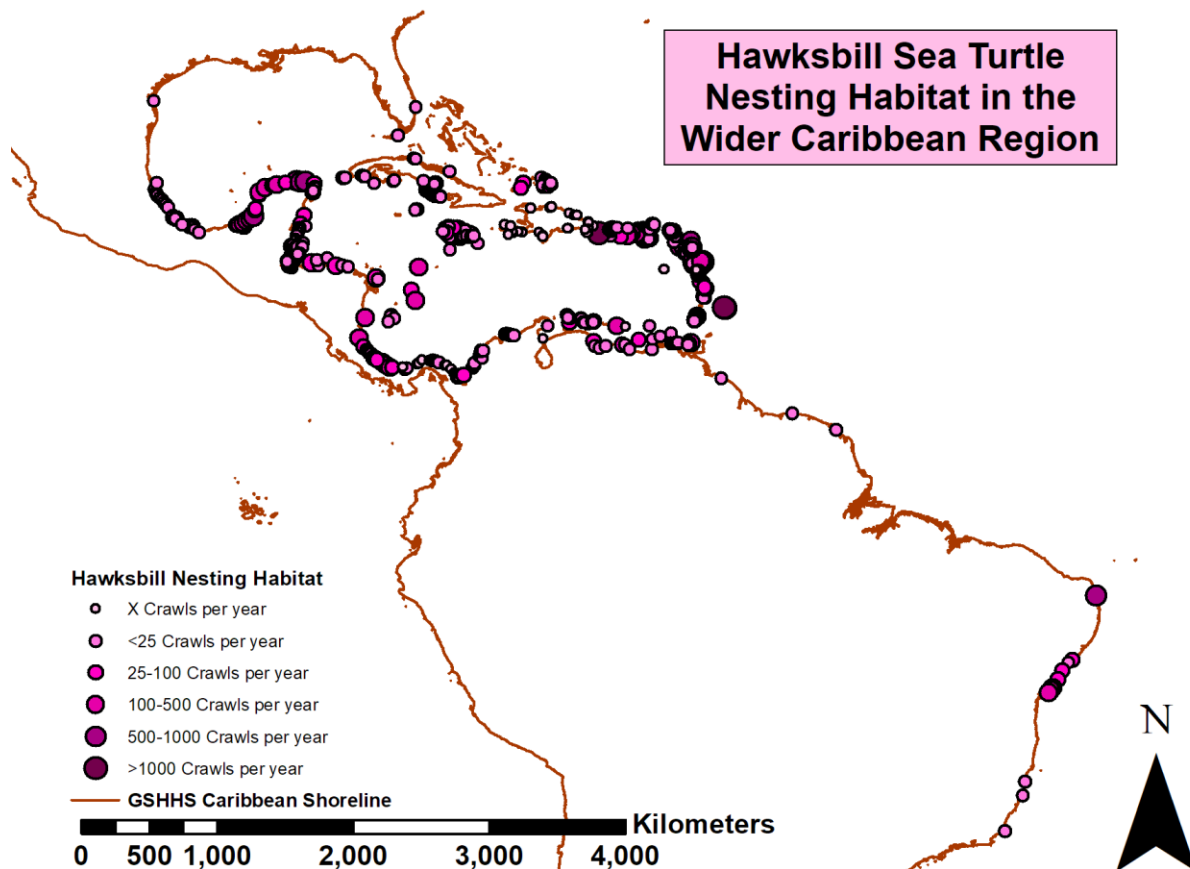 Hawksbill Sea Turtle
Nesting Habitat in the
Wider Caribbean Region
Hawksbill Nesting Habitat
X Crawls per year
<25 Crawls per year
25-100 Crawls per year
100-500 Crawls per year
500-1000 Crawls per year
>1000 Crawls per year
GSHHS Caribbean Shoreline
Kilometers
0 500 1,000 2,000 3,000 4,000
N